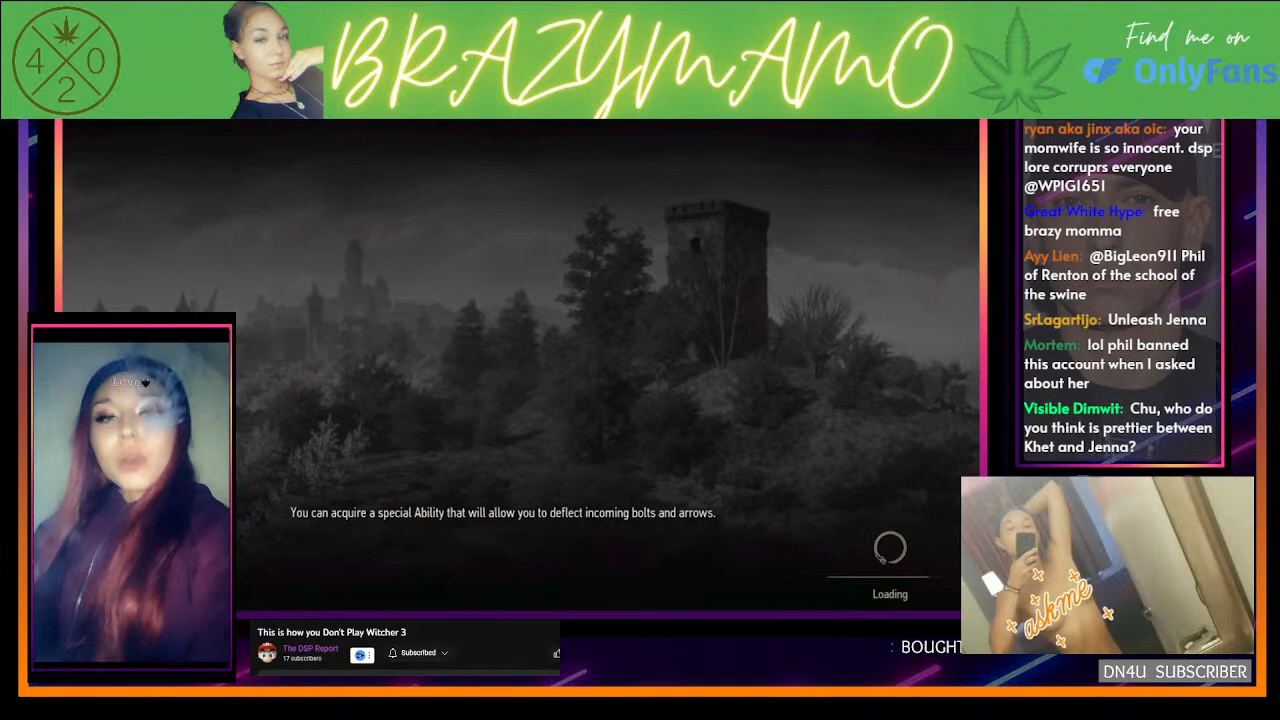 4 0
2
BRAZYMAMO
Find me on
OnlyFans
ryan aka jinx aka oic: your
momwife is so innocent. dsp
lore corruprs everyone
@WPIG1651
Great White Hype: free
brazy momma
Ayy Lien: @BigLeon911 Phil
of Renton of the school of
the swine
SrLagartijo: Unleash Jenna
Mortem: lol phil banned
this account when I asked
about her
Visible Dimwit: Chu, who do
you think is prettier between
Khet and Jenna?
Love
You can acquire a special Ability that will allow you to deflect incoming bolts and arrows.
Loading
askme
This is how you Don't Play Witcher 3
The DSP Report
17 subscribers
Subscribed
: BOUGHT
DN4U SUBSCRIBER